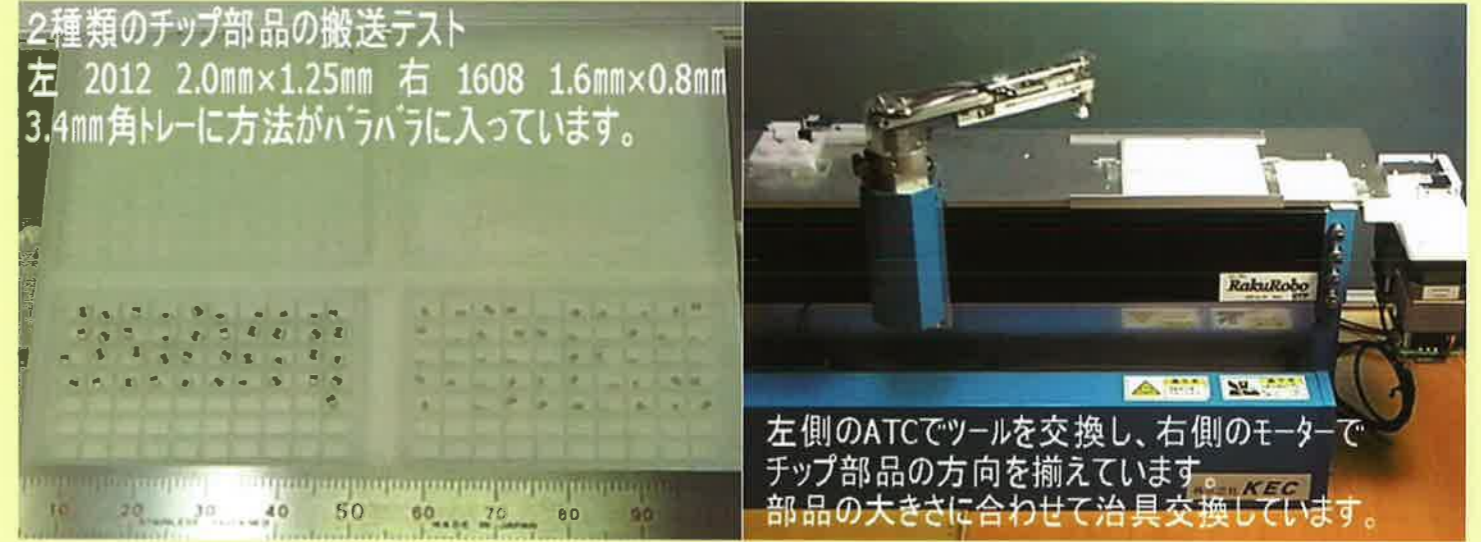 2種類のチップ部品の搬送テスト
左 2012 2.0mm×1.25mm 右 1608 1.6mm×0.8mm
3.4mm角トレーに方法がバラバラに入っています。
10 20 30 40 50 60 70 80 90
STAINLESS MADE IN JAPAN
RakuRobo
左側のATCでツールを交換し、右側のモーターで
チップ部品の方向を揃えています。
KEC
部品の大きさに合わせて治具交換しています。